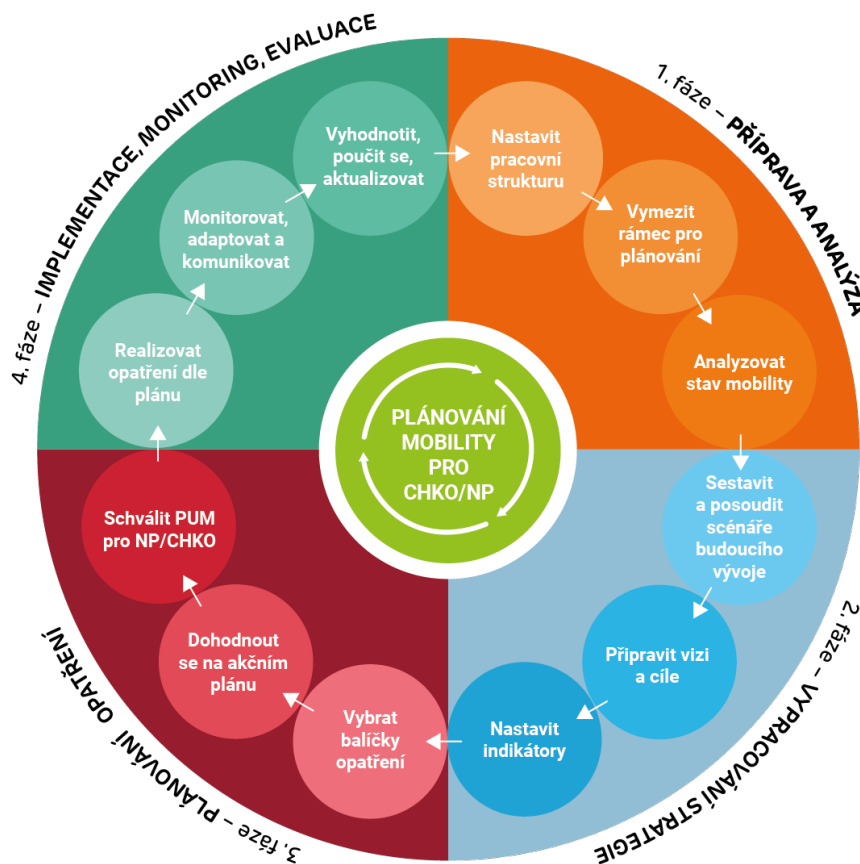 1. fáze – PŘÍPRAVA A ANALÝZA
Nastavit
pracovní
strukturu
Vymezit
rámec pro
plánování
Analyzovat
stav mobility
2. fáze – VYPRACOVÁNÍ STRATEGIE
Sestavit
a posoudit
scénáře
budoucího
vývoje
Připravit vizi
a cíle
Nastavit
indikátory
3. fáze – PLÁNOVÁNÍ OPATŘENÍ
Vybrat
balíčky
opatření
Dohodnout
se na akčním
plánu
Schválit PUM
pro NP/CHKO
4. fáze – IMPLEMENTACE, MONITORING, EVALUACE
Realizovat
opatření dle
plánu
Monitorovat,
adaptovat a
komunikovat
Vyhodnotit,
poučit se,
aktualizovat
PLÁNOVÁNÍ
MOBILITY
PRO
CHKO/NP